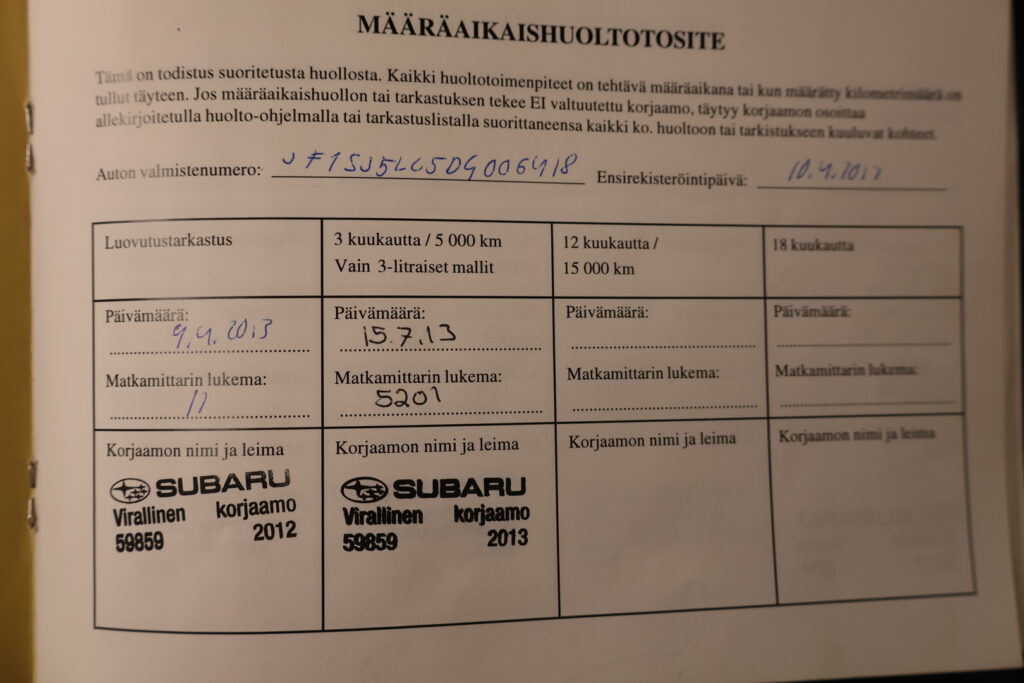 MÄÄRÄAIKAISHUOLTOTOSITE
Tämä on todistus suoritetusta huollosta. Kaikki huoltotoimenpiteet on tehtävä määräaikana tai kun määrätty kilometrimäärä on
tullut täyteen. Jos määräaikaishuollon tai tarkastuksen tekee EI valtuutettu korjaamo, täytyy korjaamon osoittaa
allekirjoitetulla huolto-ohjelmalla tai tarkastuslistalla suorittaneensa kaikki ko. huoltoon tai tarkistukseen kuuluvat kohteet.
Auton valmistenumero: JF1SJ5LC5DG006418 Ensirekisteröintipäivä: 10.4.2013
Luovutustarkastus
3 kuukautta / 5 000 km
Vain 3-litraiset mallit
12 kuukautta /
15 000 km
18 kuukautta
Päivämäärä:
9.4.2013
Päivämäärä:
15.7.13
Päivämäärä:
Päivämäärä:
Matkamittarin lukema:
11
Matkamittarin lukema:
5201
Matkamittarin lukema:
Matkamittarin lukema:
Korjaamon nimi ja leima
SUBARU
Virallinen korjaamo
59859 2012
Korjaamon nimi ja leima
SUBARU
Virallinen korjaamo
59859 2013
Korjaamon nimi ja leima
Korjaamon nimi ja leima